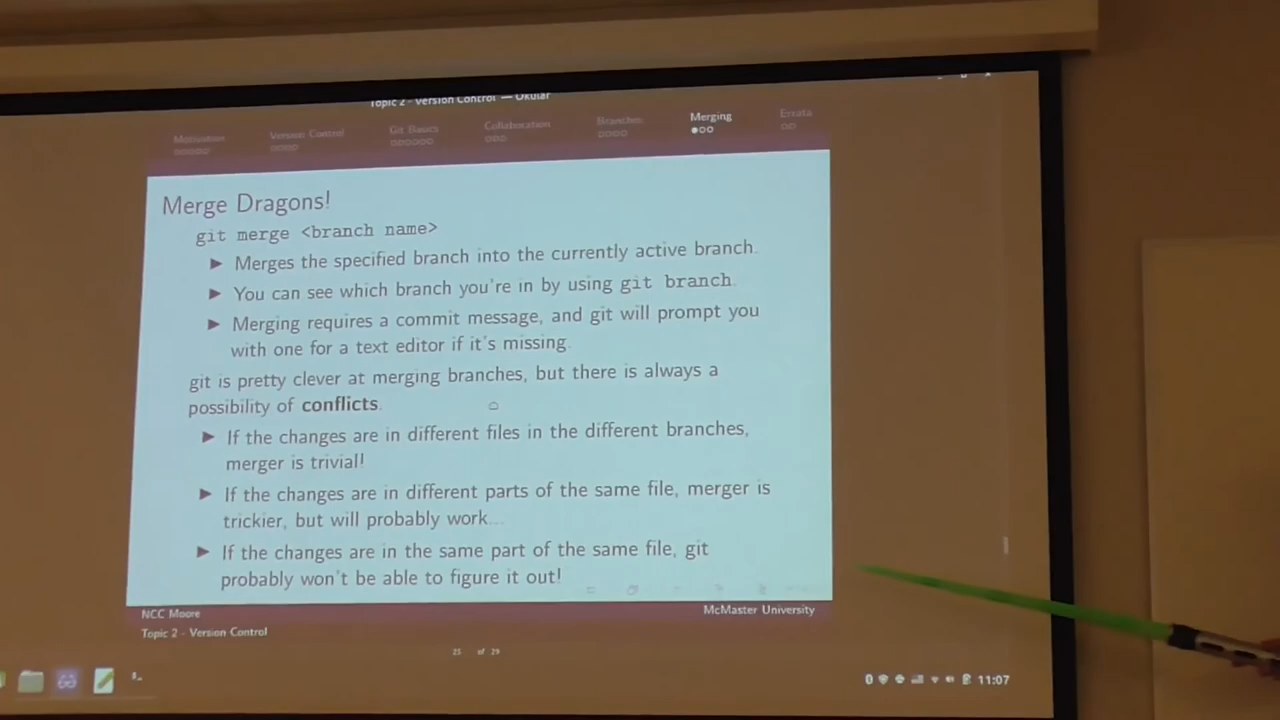 Topic 2 - Version Control — Okular
Motivation Version Control Git Basics Collaboration Branches Merging Errata
Merge Dragons!
git merge <branch name>
► Merges the specified branch into the currently active branch.
► You can see which branch you're in by using git branch.
► Merging requires a commit message, and git will prompt you
with one for a text editor if it's missing.
git is pretty clever at merging branches, but there is always a
possibility of conflicts.
► If the changes are in different files in the different branches,
merger is trivial!
► If the changes are in different parts of the same file, merger is
trickier, but will probably work...
► If the changes are in the same part of the same file, git
probably won't be able to figure it out!
NCC Moore McMaster University
Topic 2 - Version Control
25 of 29
11:07